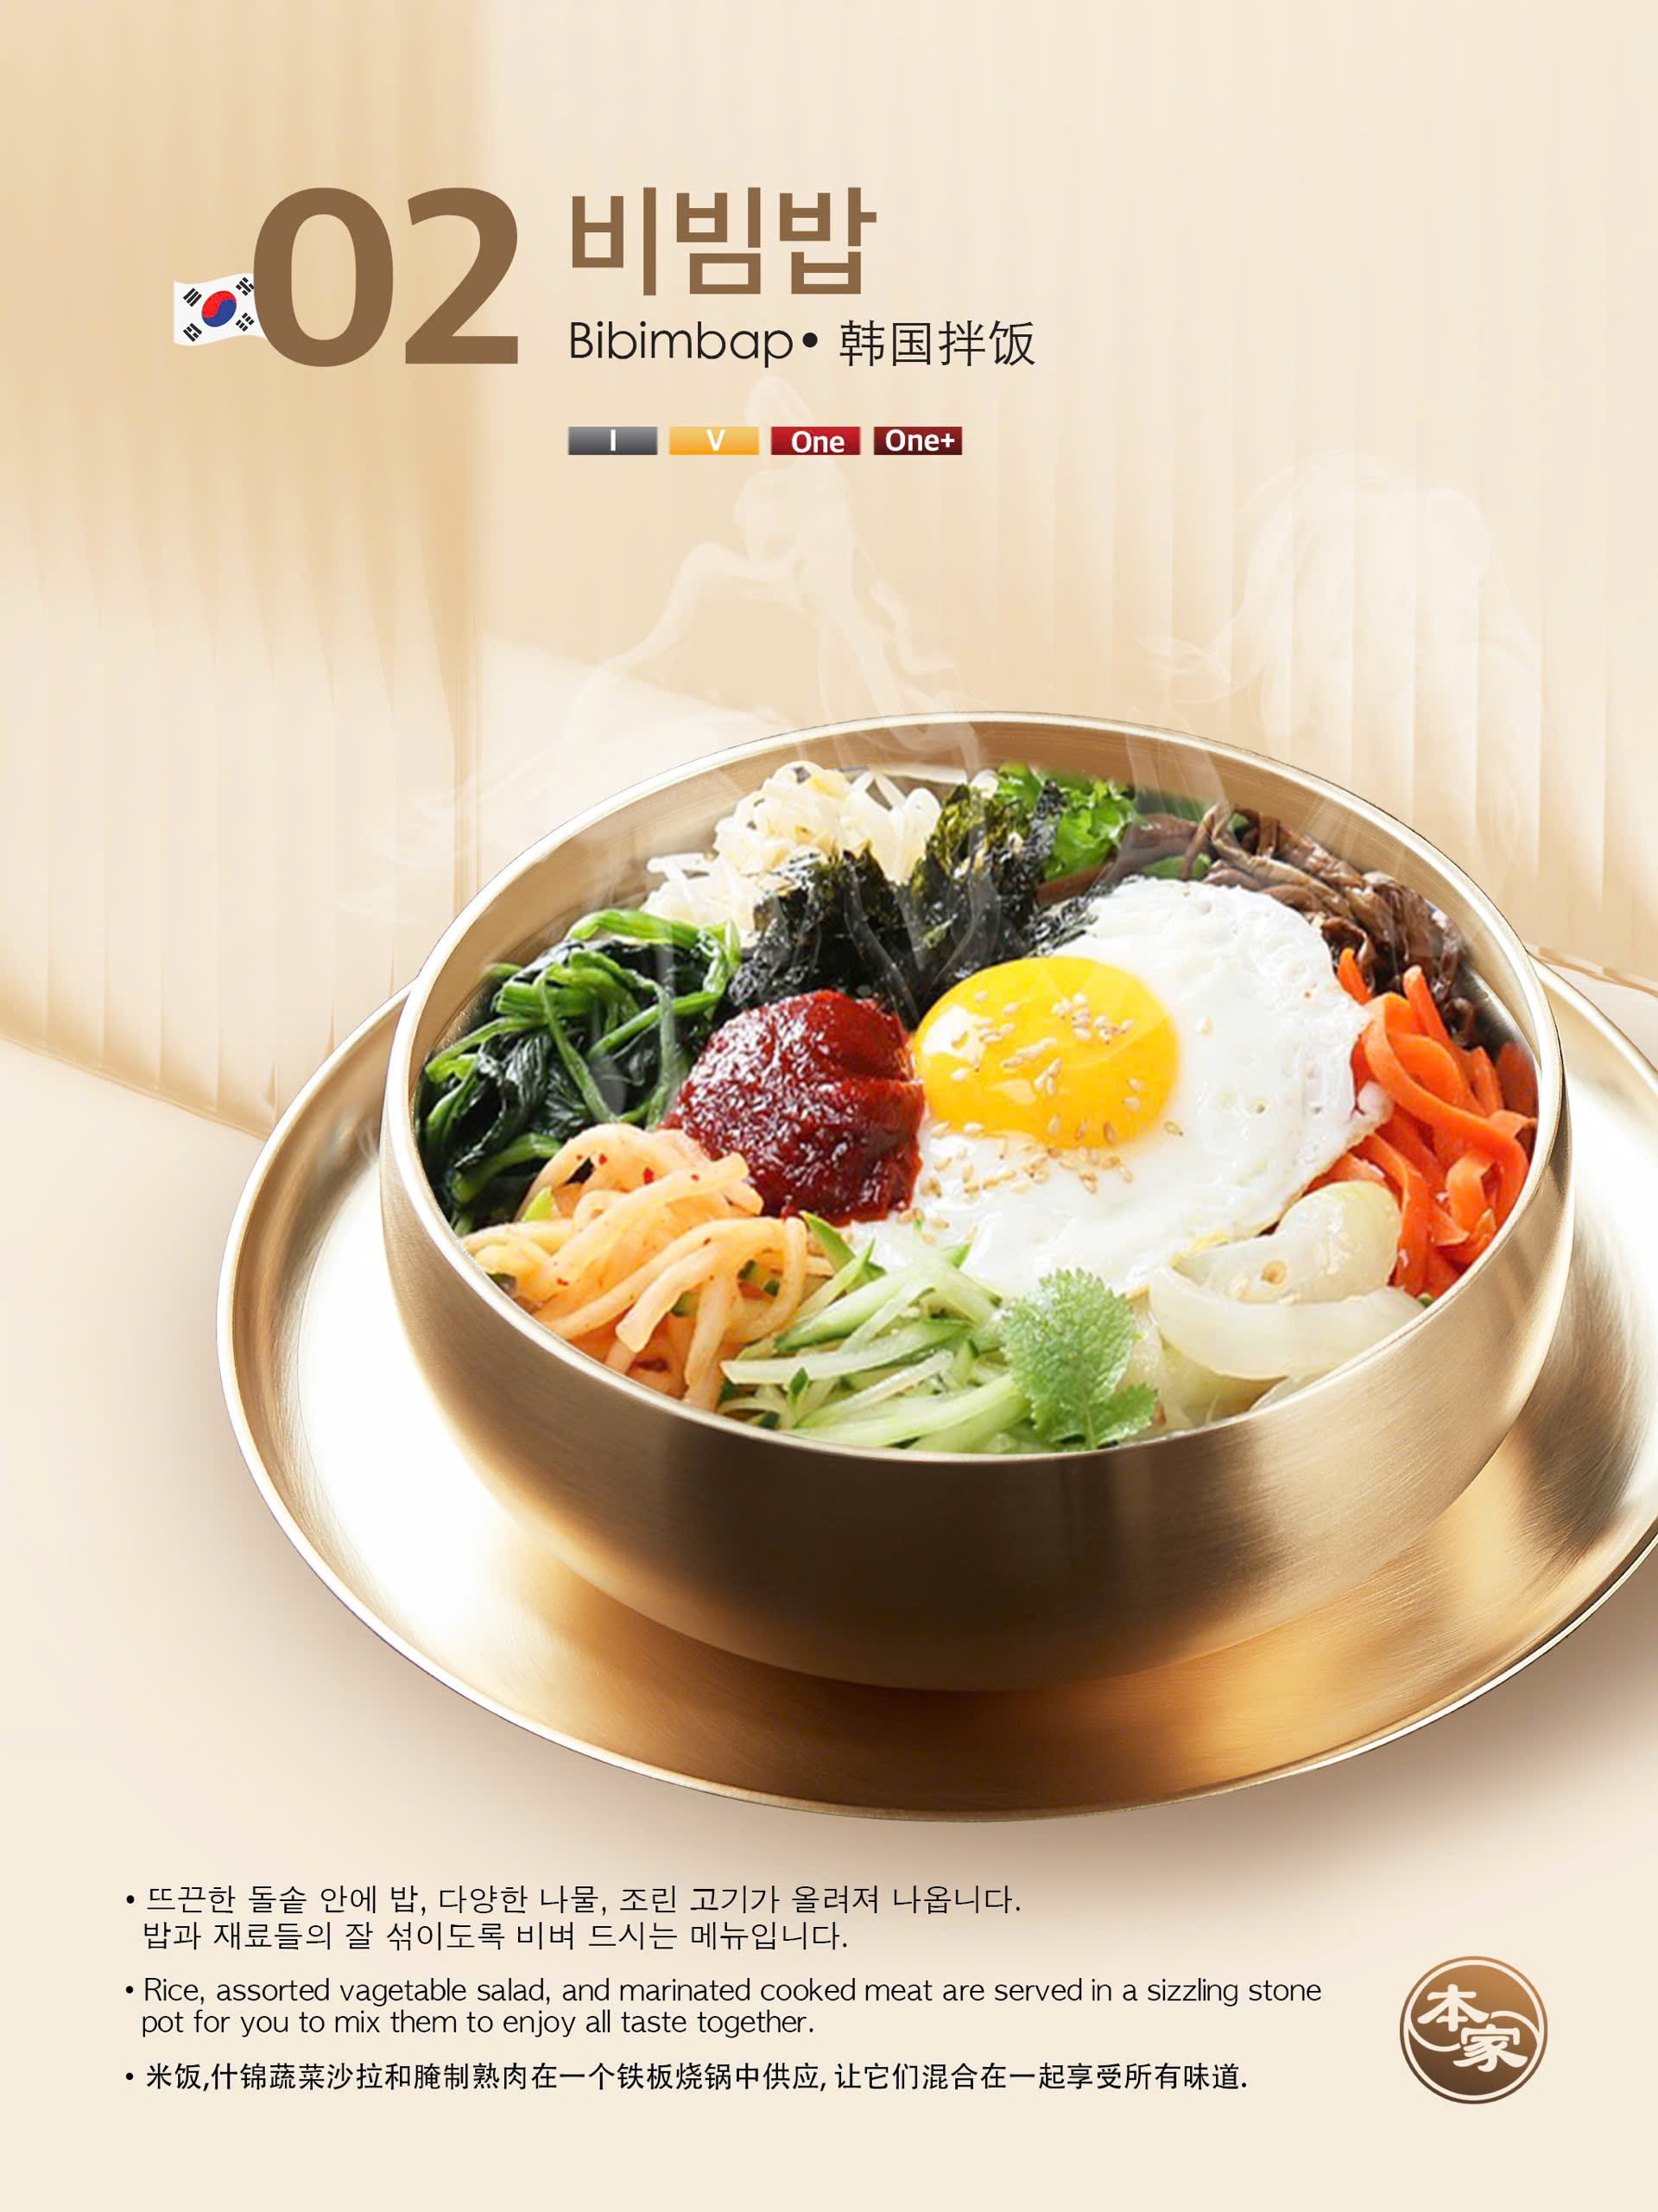 02
비빔밥
Bibimbap • 韩国拌饭
I V One One+
• 뜨끈한 돌솥 안에 밥, 다양한 나물, 조린 고기가 올려져 나옵니다.
밥과 재료들의 잘 섞이도록 비벼 드시는 메뉴입니다.
• Rice, assorted vagetable salad, and marinated cooked meat are served in a sizzling stone
pot for you to mix them to enjoy all taste together.
• 米饭,什锦蔬菜沙拉和腌制熟肉在一个铁板烧锅中供应, 让它们混合在一起享受所有味道.
本家